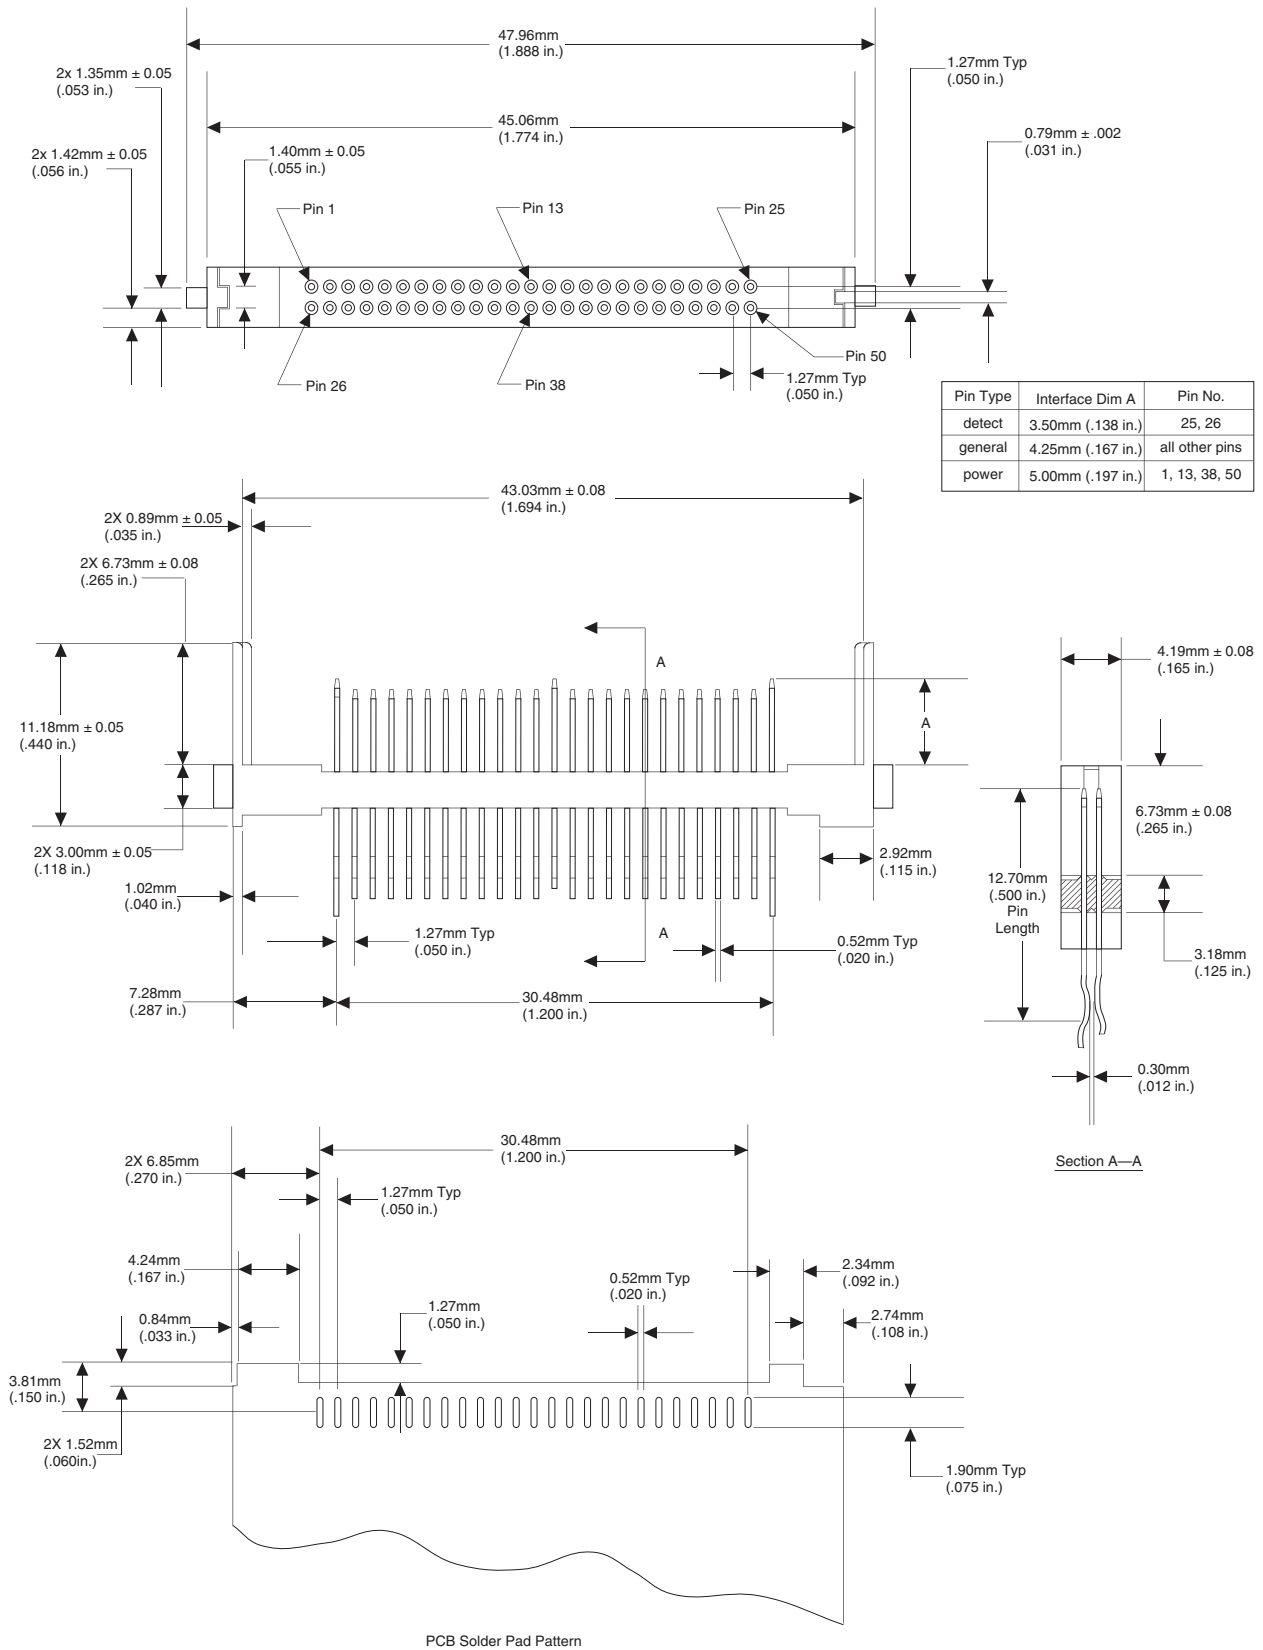 47.96mm
(1.888 in.)
2x 1.35mm ± 0.05
(.053 in.)
1.27mm Typ
(.050 in.)
45.06mm
(1.774 in.)
0.79mm ± .002
(.031 in.)
2x 1.42mm ± 0.05
(.056 in.)
1.40mm ± 0.05
(.055 in.)
Pin 1
Pin 13
Pin 25
Pin 50
Pin 26
Pin 38
1.27mm Typ
(.050 in.)
Pin Type Interface Dim A Pin No.
detect 3.50mm (.138 in.) 25, 26
general 4.25mm (.167 in.) all other pins
power 5.00mm (.197 in.) 1, 13, 38, 50
43.03mm ± 0.08
(1.694 in.)
2X 0.89mm ± 0.05
(.035 in.)
2X 6.73mm ± 0.08
(.265 in.)
A
4.19mm ± 0.08
(.165 in.)
11.18mm ± 0.05
(.440 in.)
A
6.73mm ± 0.08
(.265 in.)
2X 3.00mm ± 0.05
(.118 in.)
2.92mm
(.115 in.)
12.70mm
(.500 in.)
Pin
Length
1.02mm
(.040 in.)
1.27mm Typ
(.050 in.)
A
0.52mm Typ
(.020 in.)
3.18mm
(.125 in.)
7.28mm
(.287 in.)
30.48mm
(1.200 in.)
0.30mm
(.012 in.)
Section A—A
30.48mm
(1.200 in.)
2X 6.85mm
(.270 in.)
1.27mm Typ
(.050 in.)
4.24mm
(.167 in.)
0.52mm Typ
(.020 in.)
2.34mm
(.092 in.)
0.84mm
(.033 in.)
1.27mm
(.050 in.)
2.74mm
(.108 in.)
3.81mm
(.150 in.)
2X 1.52mm
(.060in.)
1.90mm Typ
(.075 in.)
PCB Solder Pad Pattern